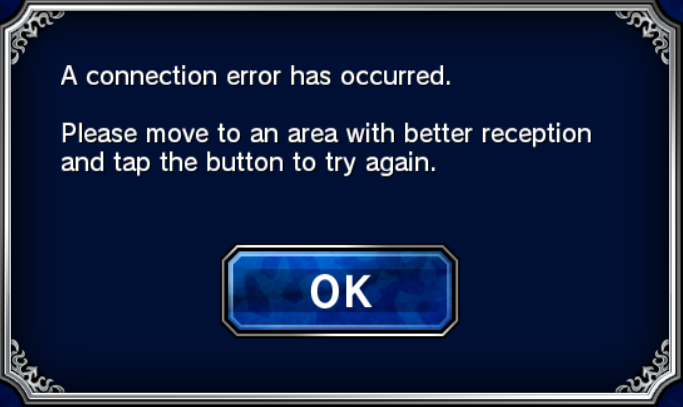 A connection error has occurred.
Please move to an area with better reception
and tap the button to try again.
OK